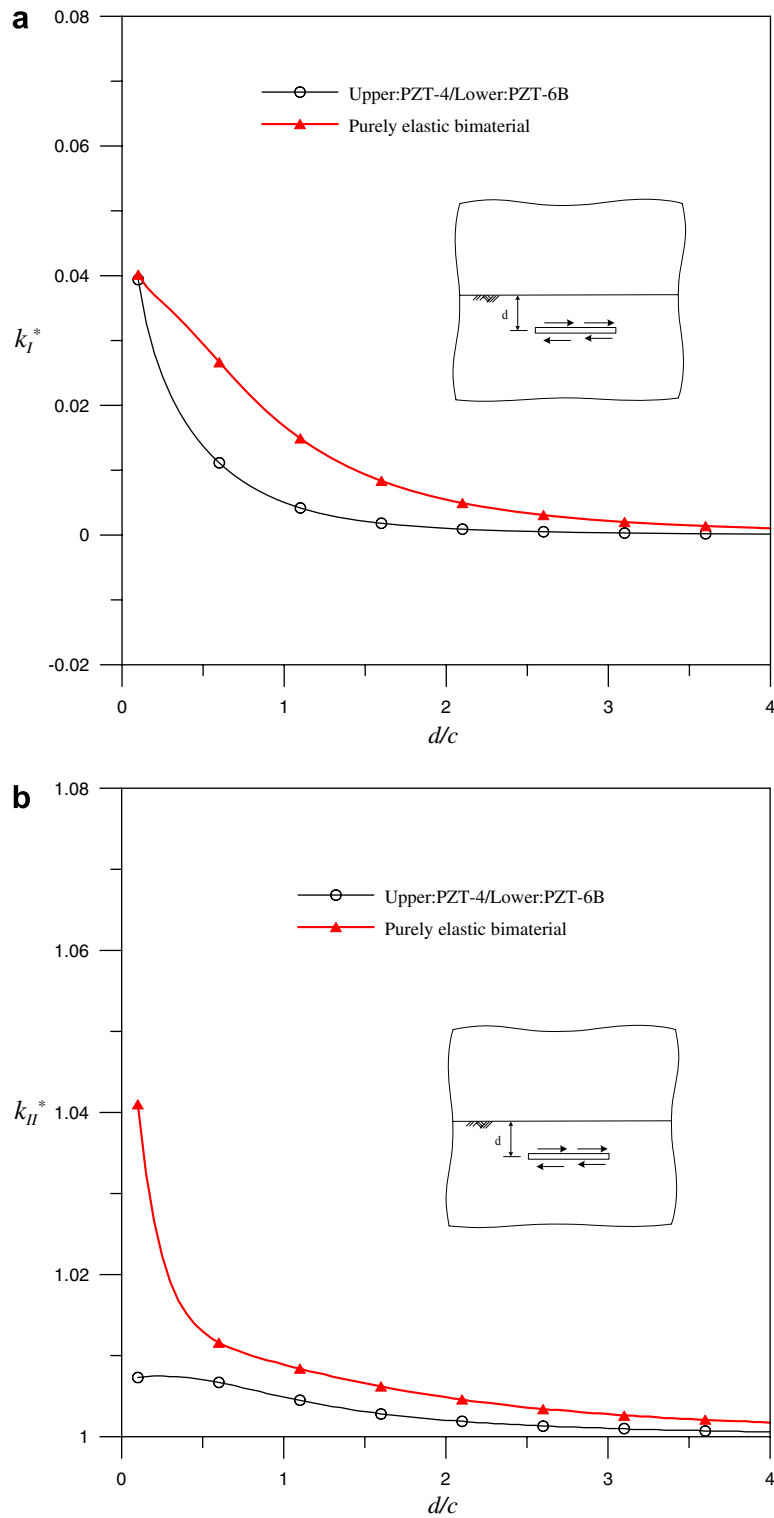 a
0.08
Upper:PZT-4/Lower:PZT-6B
Purely elastic bimaterial
0.06
0.04
d
k_I^*
0.02
0
-0.02
0 1 2 3 4
d/c
b
1.08
Upper:PZT-4/Lower:PZT-6B
Purely elastic bimaterial
1.06
k_II^*
1.04
d
1.02
1
0 1 2 3 4
d/c